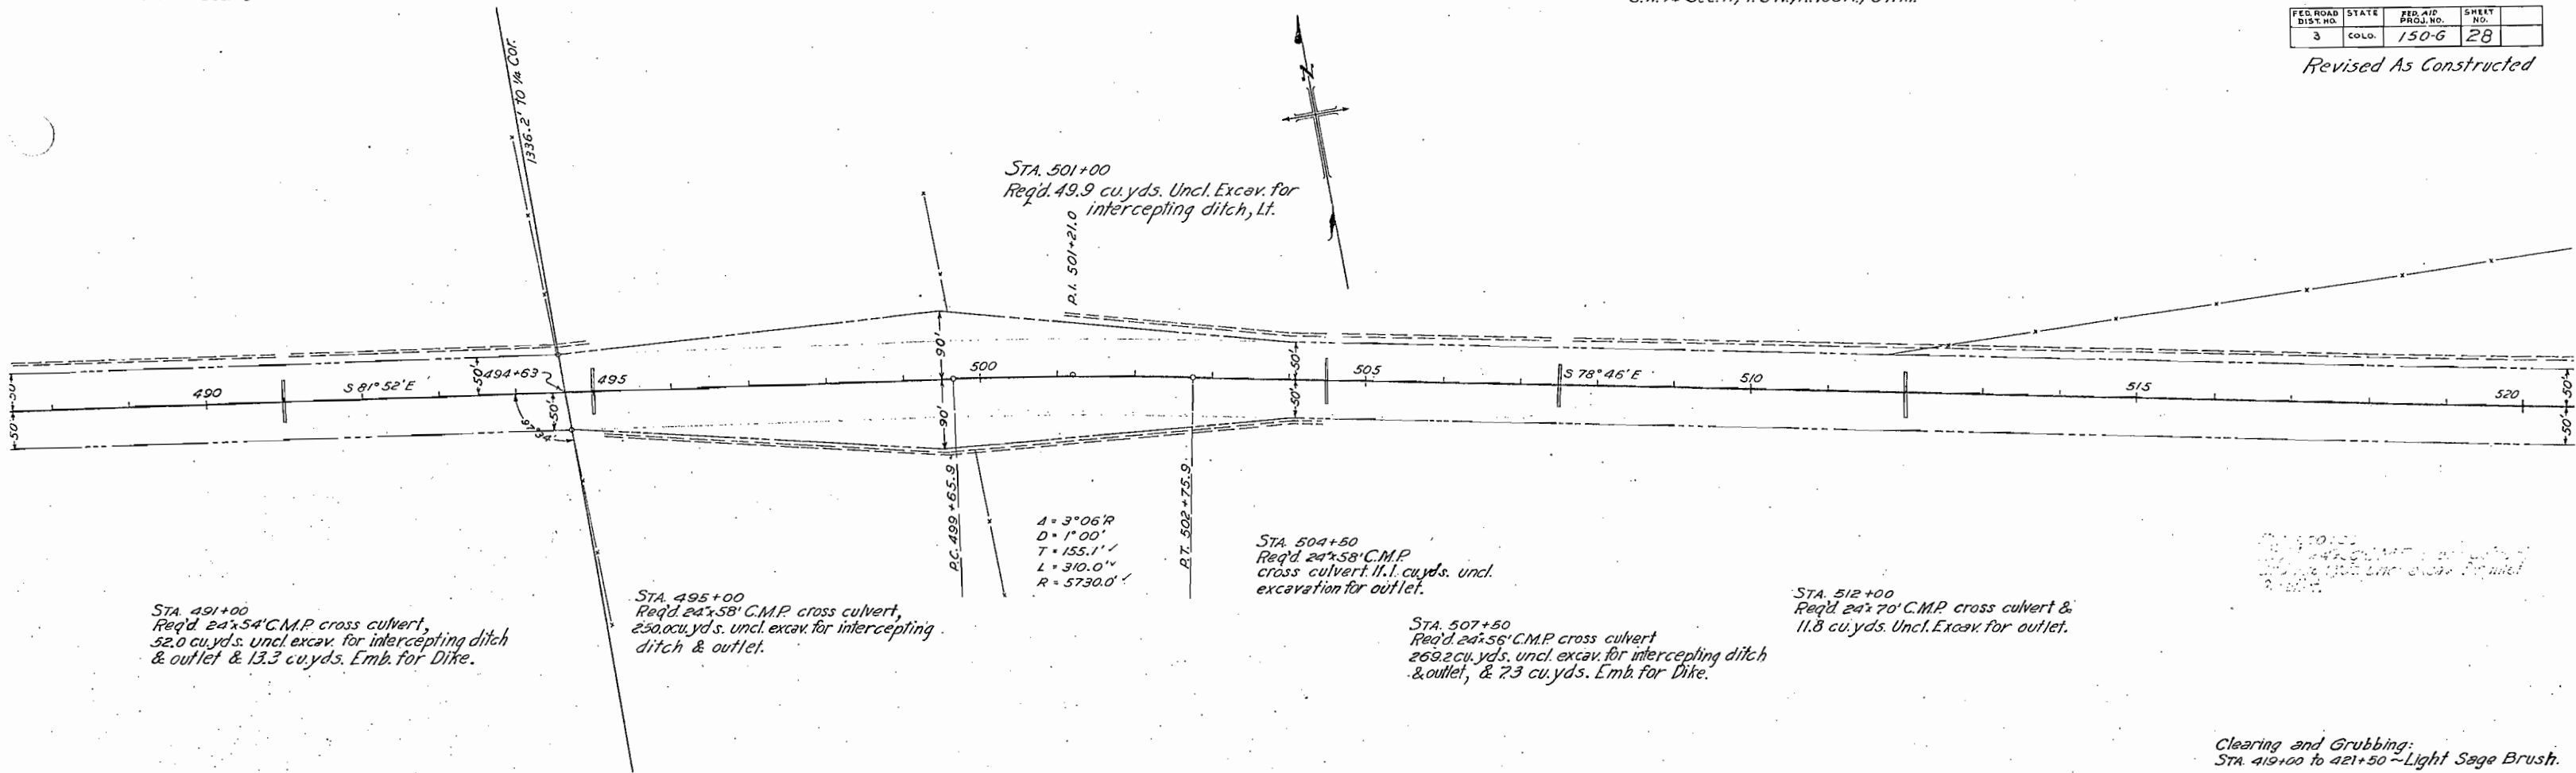 FED. ROAD DIST. NO.
STATE
FED. AID PROJ. NO.
SHEET NO.
3
COLO.
150-G
28
Revised As Constructed
1336.2' TO 1/4 Cor.
STA. 501+00
Req'd. 49.9 cu.yds. Uncl. Excav. for
intercepting ditch, Lt.
P.I. 501+21.0
N
50'
50'
490
S 81° 52' E
50'
494+63
50'
495
90'
90'
500
50'
50'
505
S 78° 46' E
510
515
520
50'
50'
P.C. 499+65.9
P.T. 502+75.9
Δ = 3°06'R
D = 1°00'
T = 155.1'
L = 310.0'
R = 5730.0'
STA. 491+00
Req'd 24"x54' C.M.P. cross culvert,
52.0 cu.yds. uncl. excav. for intercepting ditch
& outlet & 13.3 cu.yds. Emb. for Dike.
STA. 495+00
Req'd. 24"x58' C.M.P. cross culvert,
250.0cu.yds. uncl. excav. for intercepting
ditch & outlet.
STA. 504+50
Req'd. 24"x58' C.M.P.
cross culvert. 11.1 cu.yds. uncl.
excavation for outlet.
STA. 507+50
Req'd. 24"x56' C.M.P. cross culvert
269.2cu.yds. uncl. excav. for intercepting ditch
& outlet, & 7.3 cu.yds. Emb. for Dike.
STA. 512+00
Req'd 24"x 70' C.M.P. cross culvert &
11.8 cu.yds. Uncl. Excav. for outlet.
Clearing and Grubbing:
STA. 419+00 to 421+50 ~ Light Sage Brush.